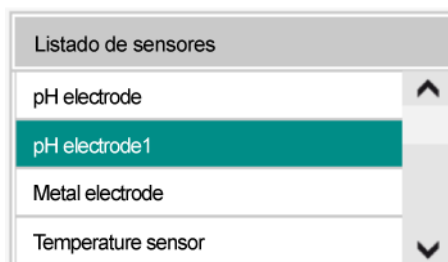 Listado de sensores
pH electrode
pH electrode1
Metal electrode
Temperature sensor